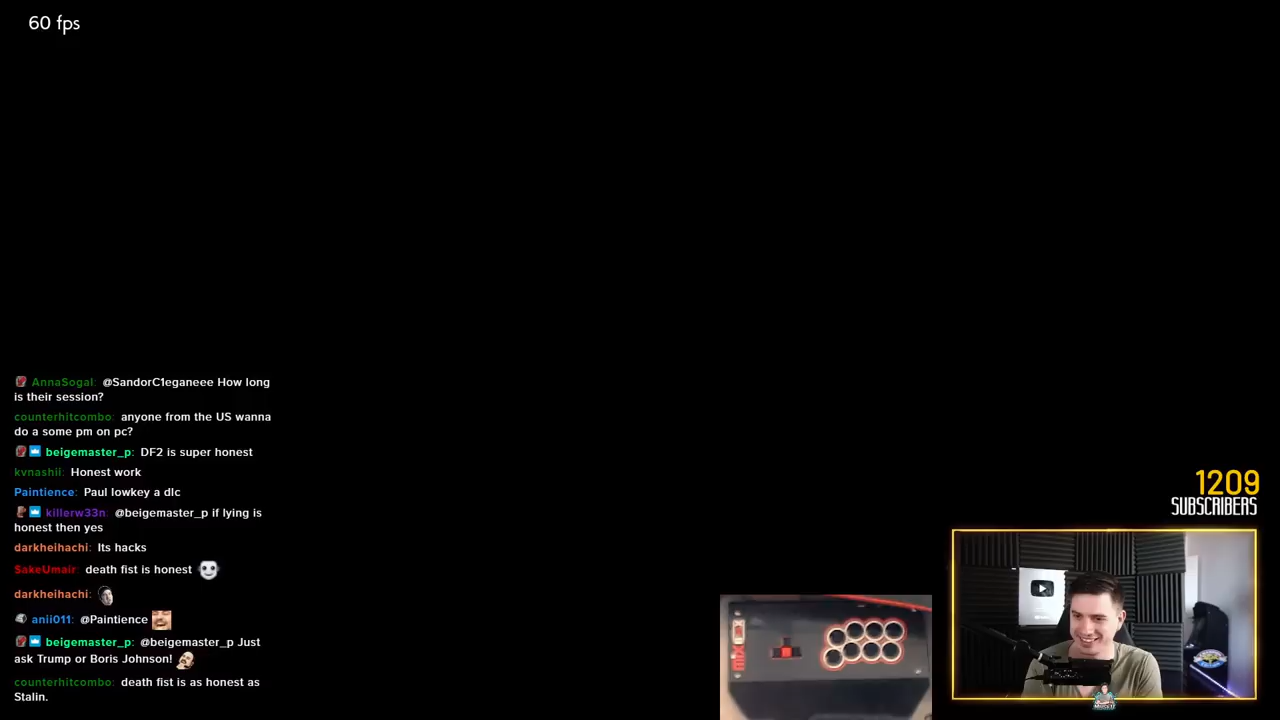 60 fps
AnnaSogal: @SandorC1eganeee How long
is their session?
counterhitcombo: anyone from the US wanna
do a some pm on pc?
beigemaster_p: DF2 is super honest
kvnashii: Honest work
Paintience: Paul lowkey a dlc
killerw33n: @beigemaster_p if lying is
honest then yes
darkheihachi: Its hacks
SakeUmair: death fist is honest
darkheihachi:
anii011: @Paintience
beigemaster_p: @beigemaster_p Just
ask Trump or Boris Johnson!
counterhitcombo: death fist is as honest as
Stalin.
1209
SUBSCRIBERS